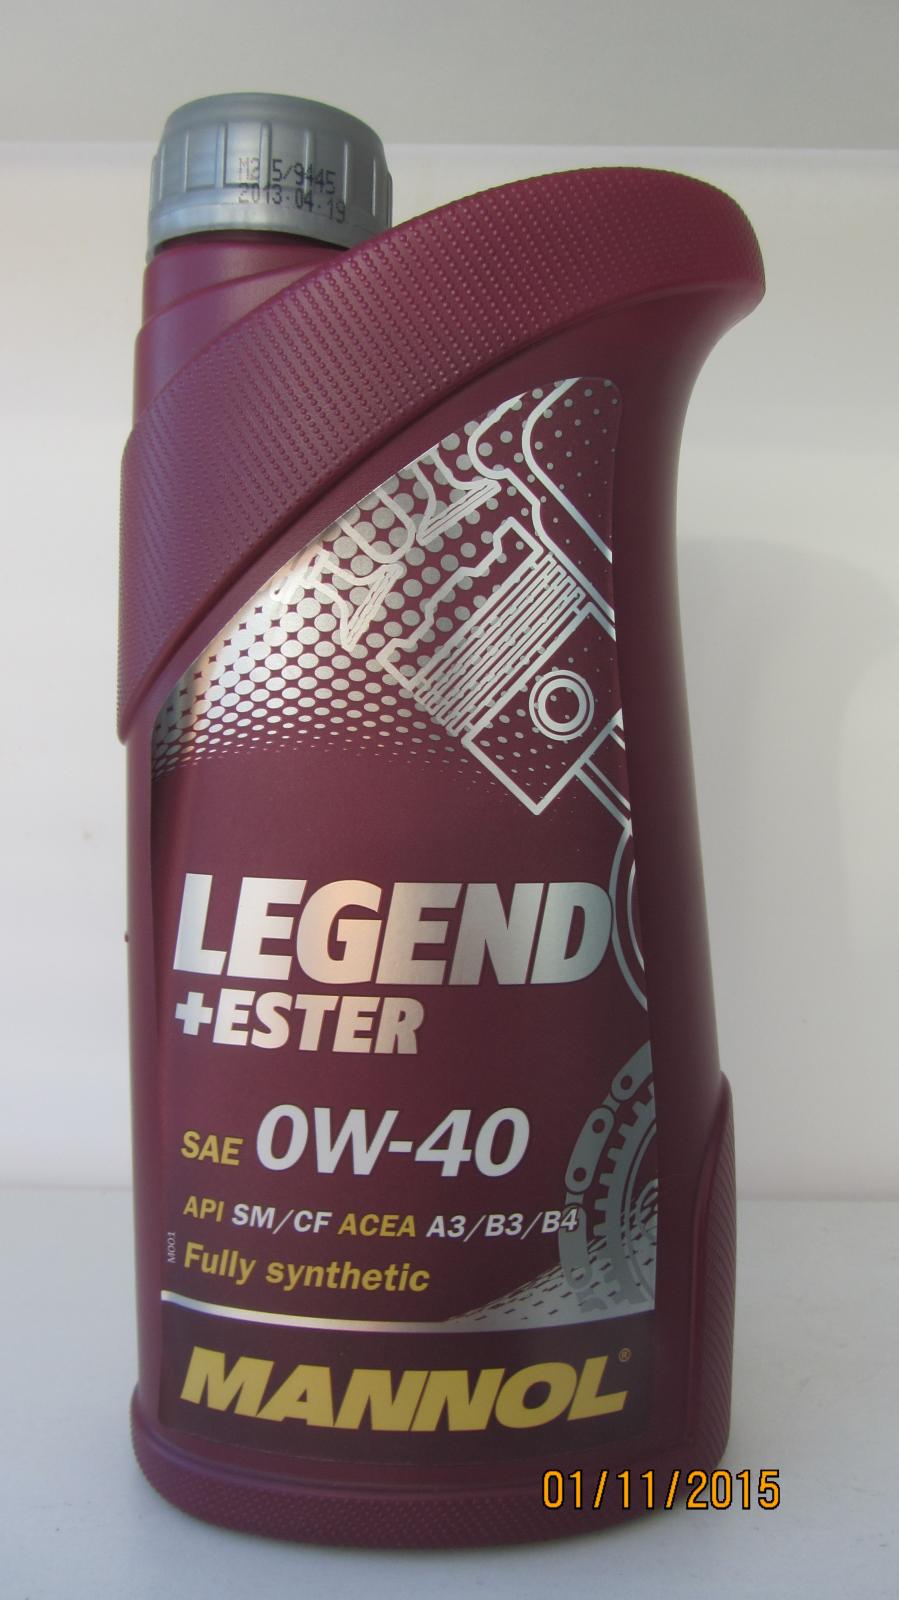 M2 5/9445
2013.04.19
LEGEND
+ESTER
SAE 0W-40
API SM/CF ACEA A3/B3/B4
M001
Fully synthetic
MANNOL®
01/11/2015